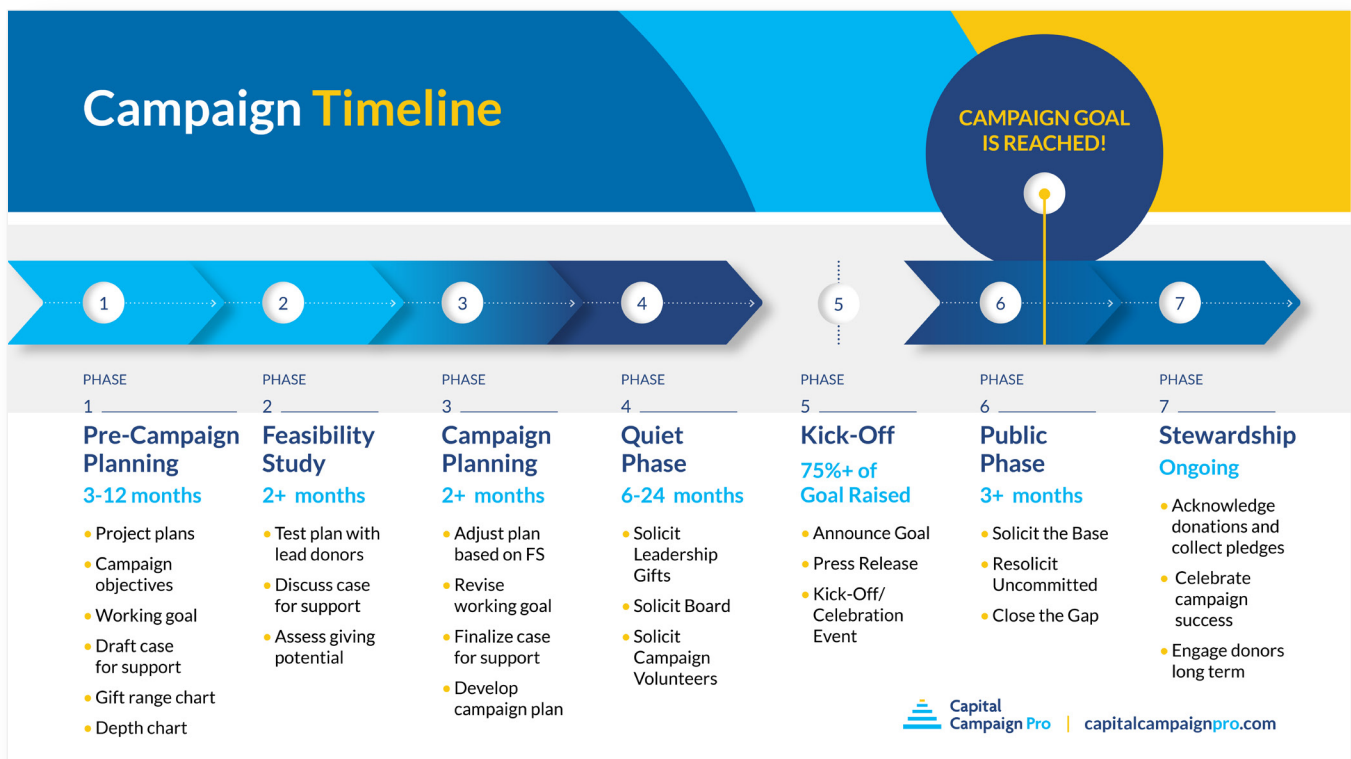 Campaign Timeline
CAMPAIGN GOAL
IS REACHED!
1
2
3
4
5
6
7
PHASE
1
Pre-Campaign
Planning
3-12 months
• Project plans
• Campaign
objectives
• Working goal
• Draft case
for support
• Gift range chart
• Depth chart
PHASE
2
Feasibility
Study
2+ months
• Test plan with
lead donors
• Discuss case
for support
• Assess giving
potential
PHASE
3
Campaign
Planning
2+ months
• Adjust plan
based on FS
• Revise
working goal
• Finalize case
for support
• Develop
campaign plan
PHASE
4
Quiet
Phase
6-24 months
• Solicit
Leadership
Gifts
• Solicit Board
• Solicit
Campaign
Volunteers
PHASE
5
Kick-Off
75%+ of
Goal Raised
• Announce Goal
• Press Release
• Kick-Off/
Celebration
Event
PHASE
6
Public
Phase
3+ months
• Solicit the Base
• Resolicit
Uncommitted
• Close the Gap
PHASE
7
Stewardship
Ongoing
• Acknowledge
donations and
collect pledges
• Celebrate
campaign
success
• Engage donors
long term
Capital
Campaign Pro | capitalcampaignpro.com